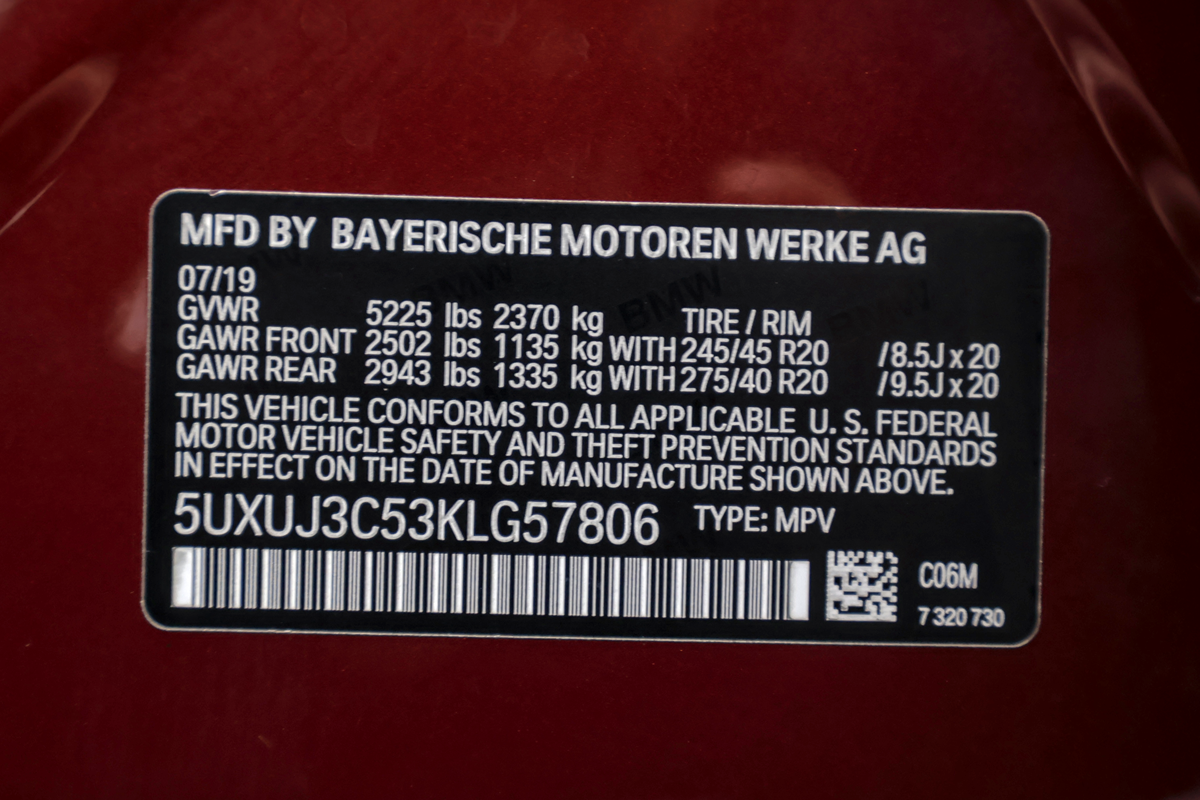 MFD BY BAYERISCHE MOTOREN WERKE AG
07/19
GVWR 5225 lbs 2370 kg TIRE / RIM
GAWR FRONT 2502 lbs 1135 kg WITH 245/45 R20 /8.5J x 20
GAWR REAR 2943 lbs 1335 kg WITH 275/40 R20 /9.5J x 20
THIS VEHICLE CONFORMS TO ALL APPLICABLE U. S. FEDERAL
MOTOR VEHICLE SAFETY AND THEFT PREVENTION STANDARDS
IN EFFECT ON THE DATE OF MANUFACTURE SHOWN ABOVE.
5UXUJ3C53KLG57806 TYPE: MPV
C06M
7 320 730
BMW
BMW